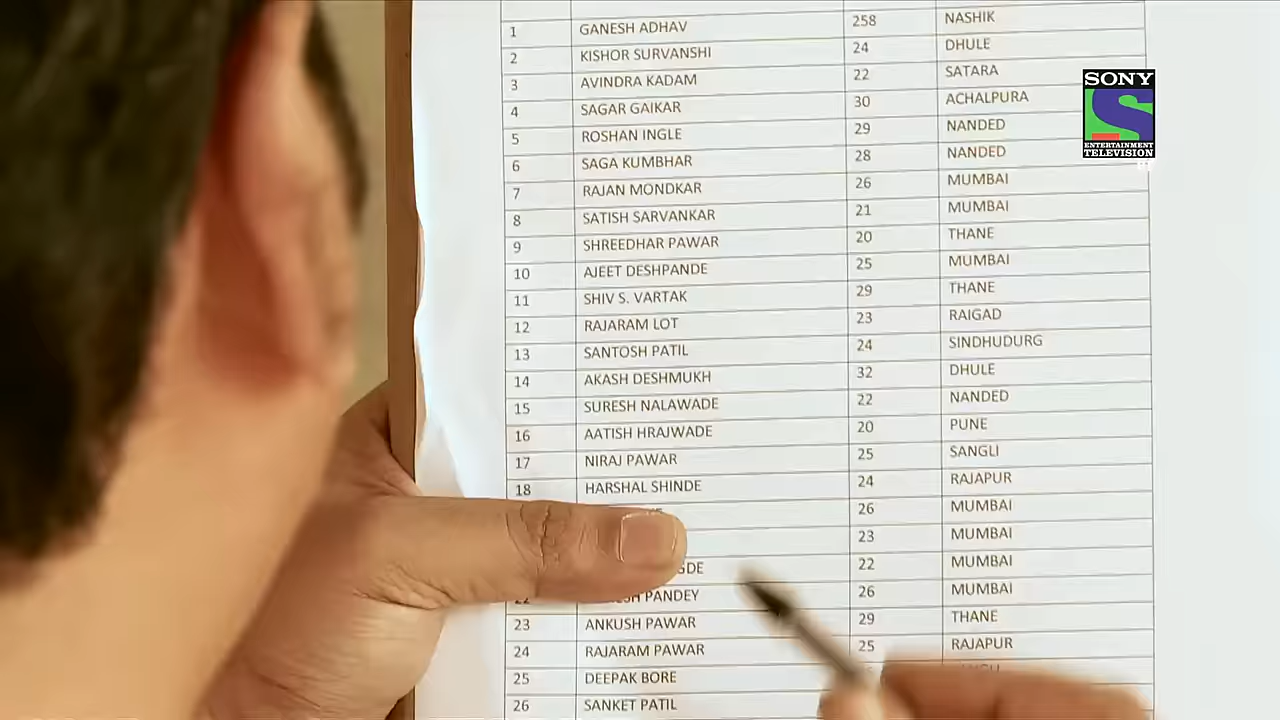 1 GANESH ADHAV 258 NASHIK
2 KISHOR SURVANSHI 24 DHULE
3 AVINDRA KADAM 22 SATARA
4 SAGAR GAIKAR 30 ACHALPURA
5 ROSHAN INGLE 29 NANDED
6 SAGA KUMBHAR 28 NANDED
7 RAJAN MONDKAR 26 MUMBAI
8 SATISH SARVANKAR 21 MUMBAI
9 SHREEDHAR PAWAR 20 THANE
10 AJEET DESHPANDE 25 MUMBAI
11 SHIV S. VARTAK 29 THANE
12 RAJARAM LOT 23 RAIGAD
13 SANTOSH PATIL 24 SINDHUDURG
14 AKASH DESHMUKH 32 DHULE
15 SURESH NALAWADE 22 NANDED
16 AATISH HRAJWADE 20 PUNE
17 NIRAJ PAWAR 25 SANGLI
18 HARSHAL SHINDE 24 RAJAPUR
26 MUMBAI
23 MUMBAI
22 MUMBAI
22 PANDEY 26 MUMBAI
23 ANKUSH PAWAR 29 THANE
24 RAJARAM PAWAR 25 RAJAPUR
25 DEEPAK BORE
26 SANKET PATIL
SONY
ENTERTAINMENT
TELEVISION